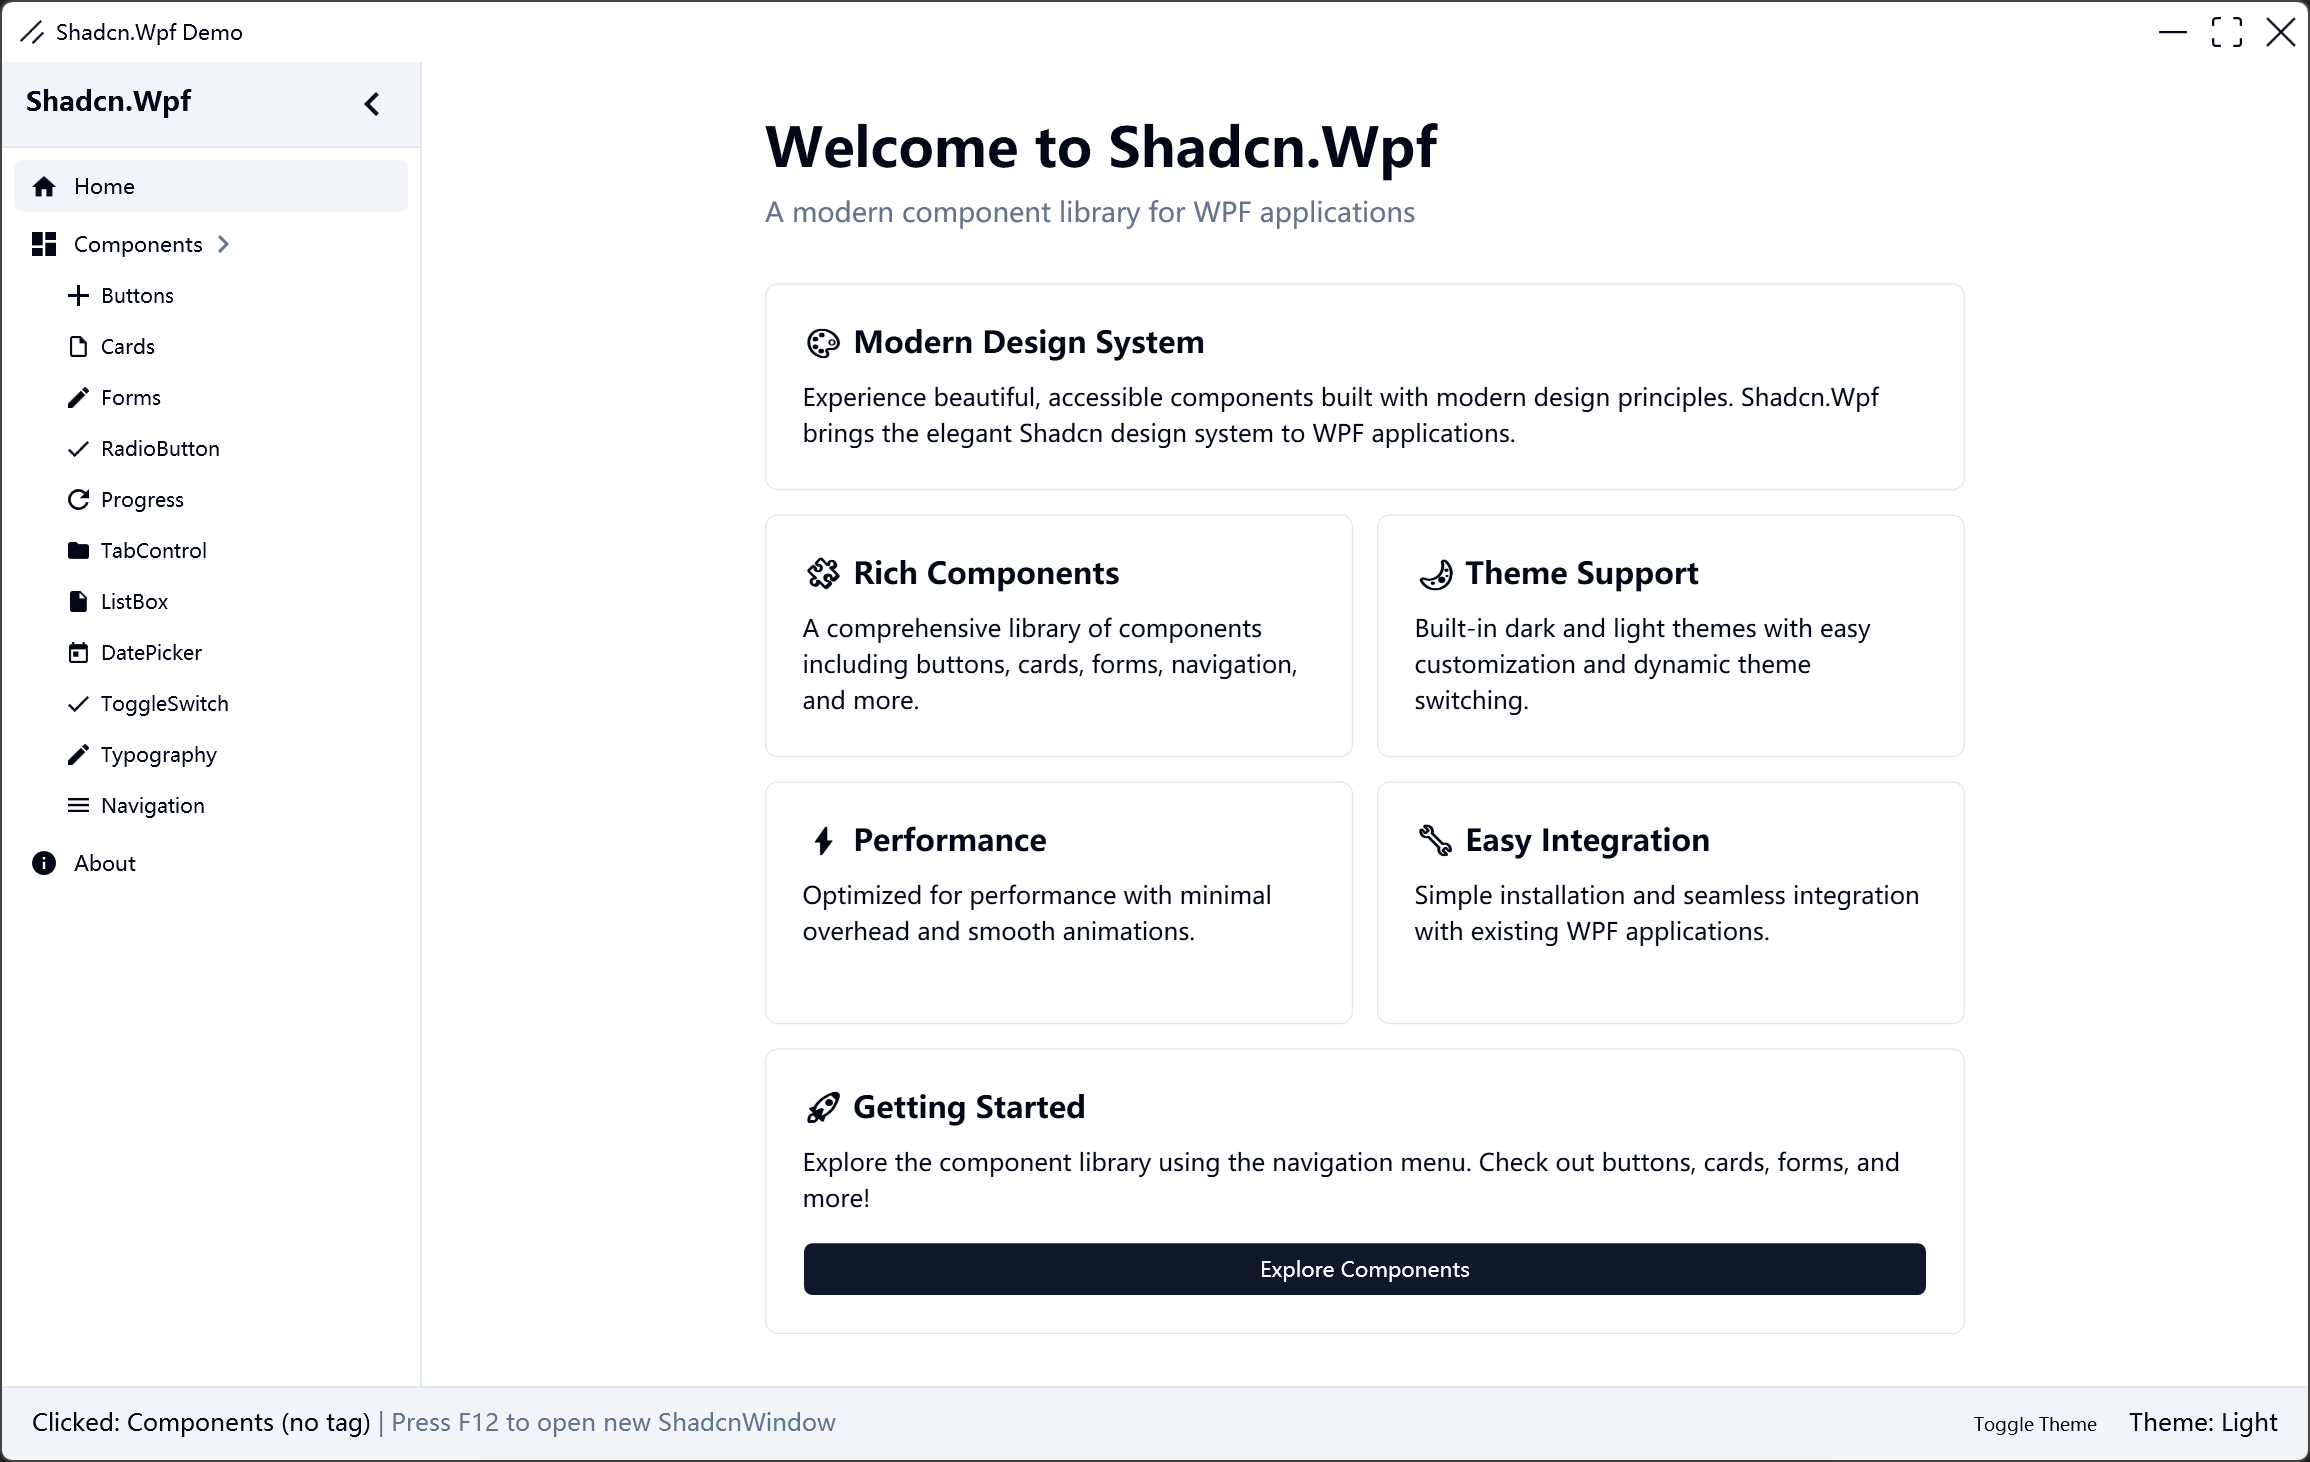 Shadcn.Wpf Demo
Shadcn.Wpf
Home
Components
Buttons
Cards
Forms
RadioButton
Progress
TabControl
ListBox
DatePicker
ToggleSwitch
Typography
Navigation
About
Welcome to Shadcn.Wpf
A modern component library for WPF applications
Modern Design System
Experience beautiful, accessible components built with modern design principles. Shadcn.Wpf
brings the elegant Shadcn design system to WPF applications.
Rich Components
A comprehensive library of components
including buttons, cards, forms, navigation,
and more.
Theme Support
Built-in dark and light themes with easy
customization and dynamic theme
switching.
Performance
Optimized for performance with minimal
overhead and smooth animations.
Easy Integration
Simple installation and seamless integration
with existing WPF applications.
Getting Started
Explore the component library using the navigation menu. Check out buttons, cards, forms, and
more!
Explore Components
Clicked: Components (no tag) | Press F12 to open new ShadcnWindow
Toggle Theme
Theme: Light